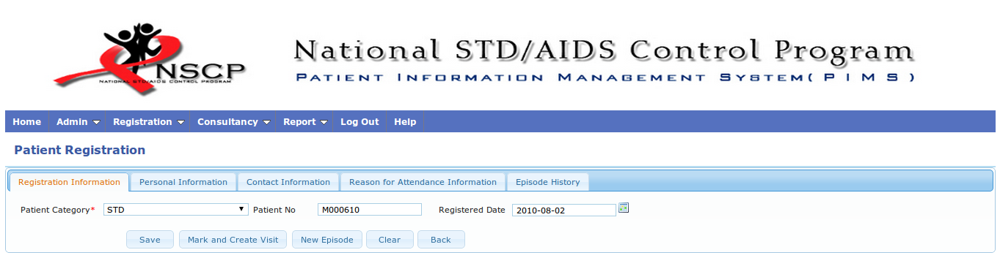 National STD/AIDS Control Program
NSCP
NATIONAL STD/AIDS CONTROL PROGRAM
PATIENT INFORMATION MANAGEMENT SYSTEM( P I M S )
Home Admin Registration Consultancy Report Log Out Help
Patient Registration
Registration Information Personal Information Contact Information Reason for Attendance Information Episode History
Patient Category* STD Patient No M000610 Registered Date 2010-08-02
Save Mark and Create Visit New Episode Clear Back